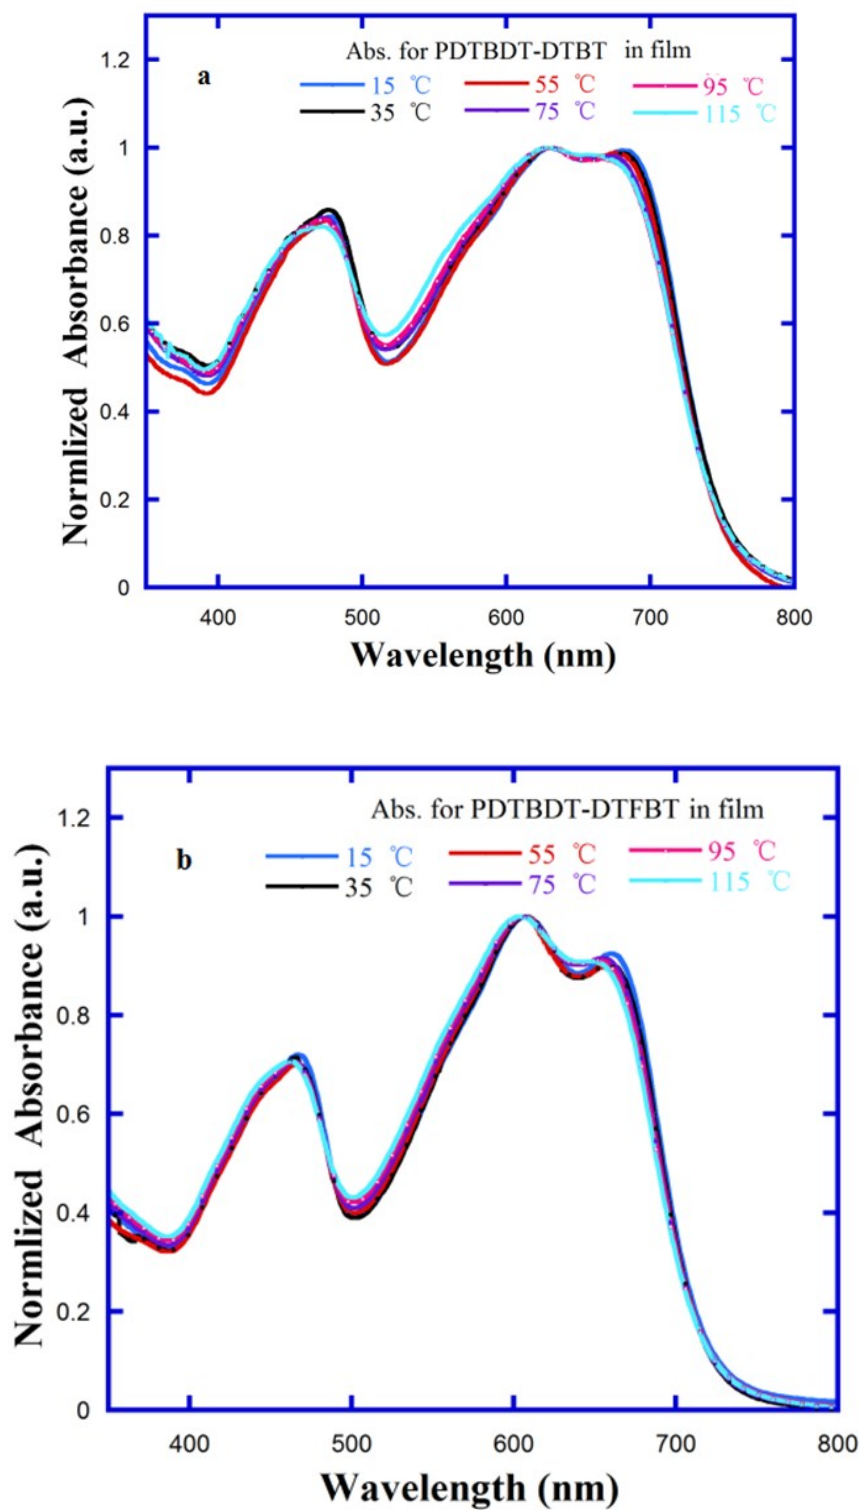 Abs. for PDTBDT-DTBT in film
a
15 ℃
55 ℃
95 ℃
35 ℃
75 ℃
115 ℃
1.2
1
0.8
0.6
0.4
0.2
0
Normlized Absorbance (a.u.)
400 500 600 700 800
Wavelength (nm)
Abs. for PDTBDT-DTFBT in film
b
15 ℃
55 ℃
95 ℃
35 ℃
75 ℃
115 ℃
1.2
1
0.8
0.6
0.4
0.2
0
Normlized Absorbance (a.u.)
400 500 600 700 800
Wavelength (nm)